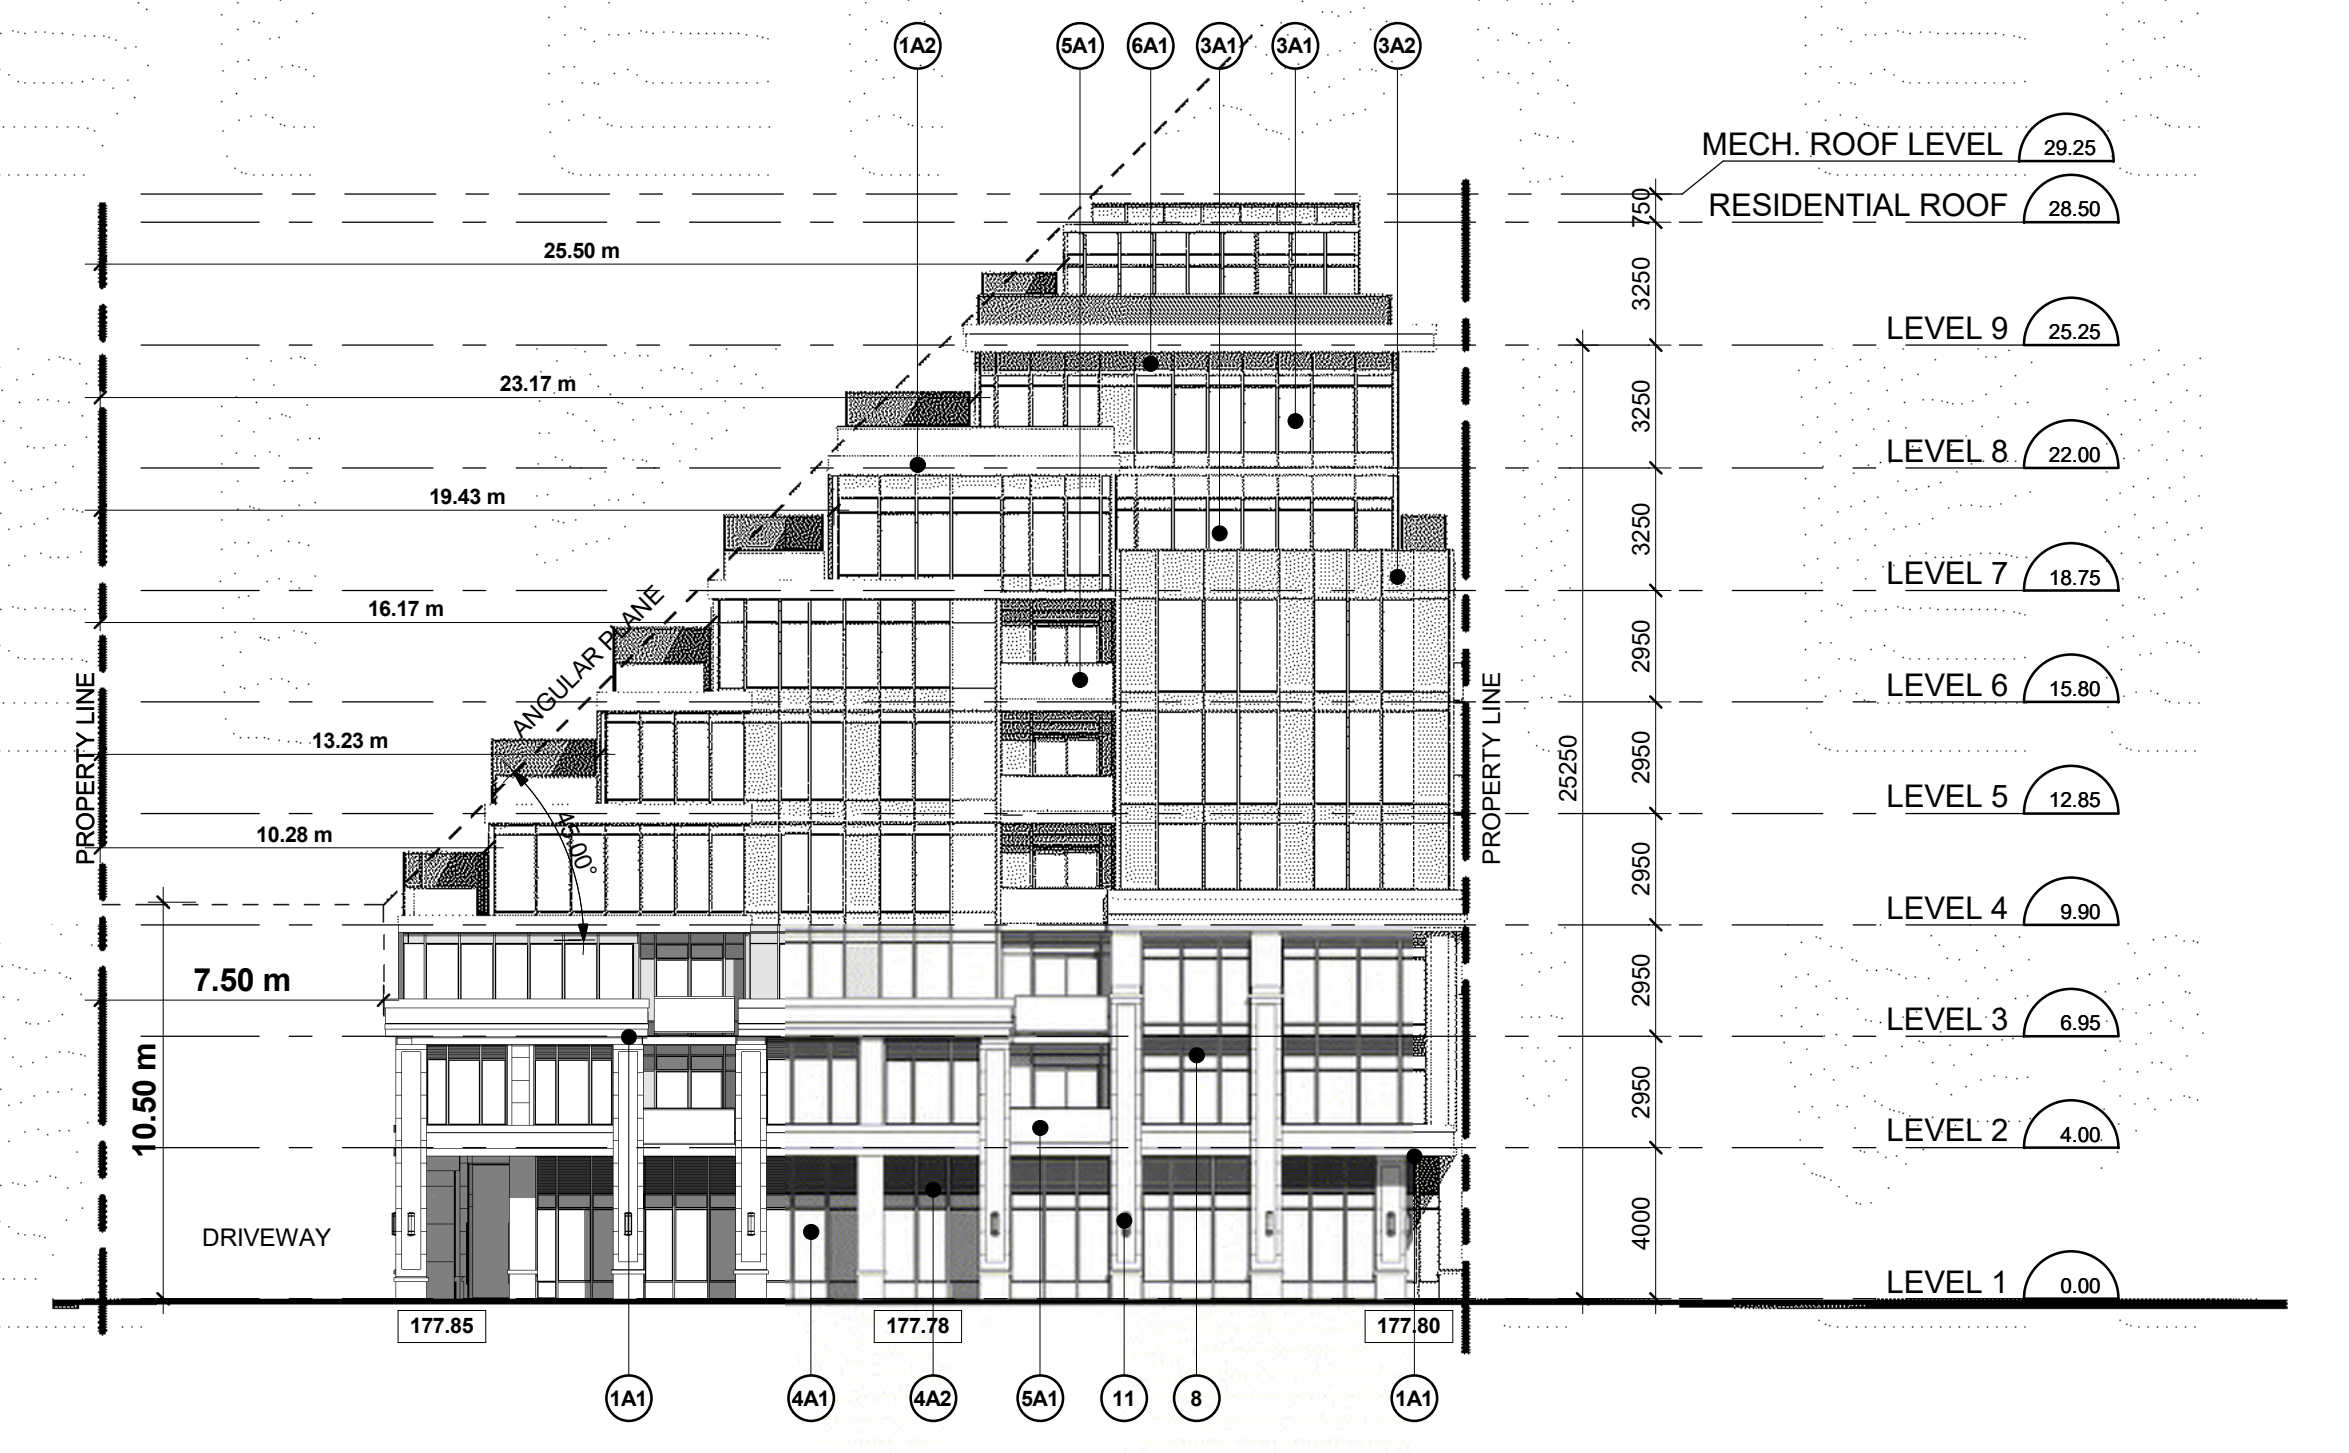 1A2 5A1 6A1 3A1 3A1 3A2
MECH. ROOF LEVEL 29.25
750
RESIDENTIAL ROOF 28.50
25.50 m
3250
LEVEL 9 25.25
23.17 m
3250
LEVEL 8 22.00
19.43 m
3250
LEVEL 7 18.75
16.17 m
ANGULAR PLANE
2950
LEVEL 6 15.80
PROPERTY LINE
PROPERTY LINE
13.23 m
25250
2950
LEVEL 5 12.85
10.28 m
45.00°
2950
LEVEL 4 9.90
7.50 m
2950
LEVEL 3 6.95
10.50 m
2950
LEVEL 2 4.00
DRIVEWAY
4000
LEVEL 1 0.00
177.85 177.78 177.80
1A1 4A1 4A2 5A1 11 8 1A1